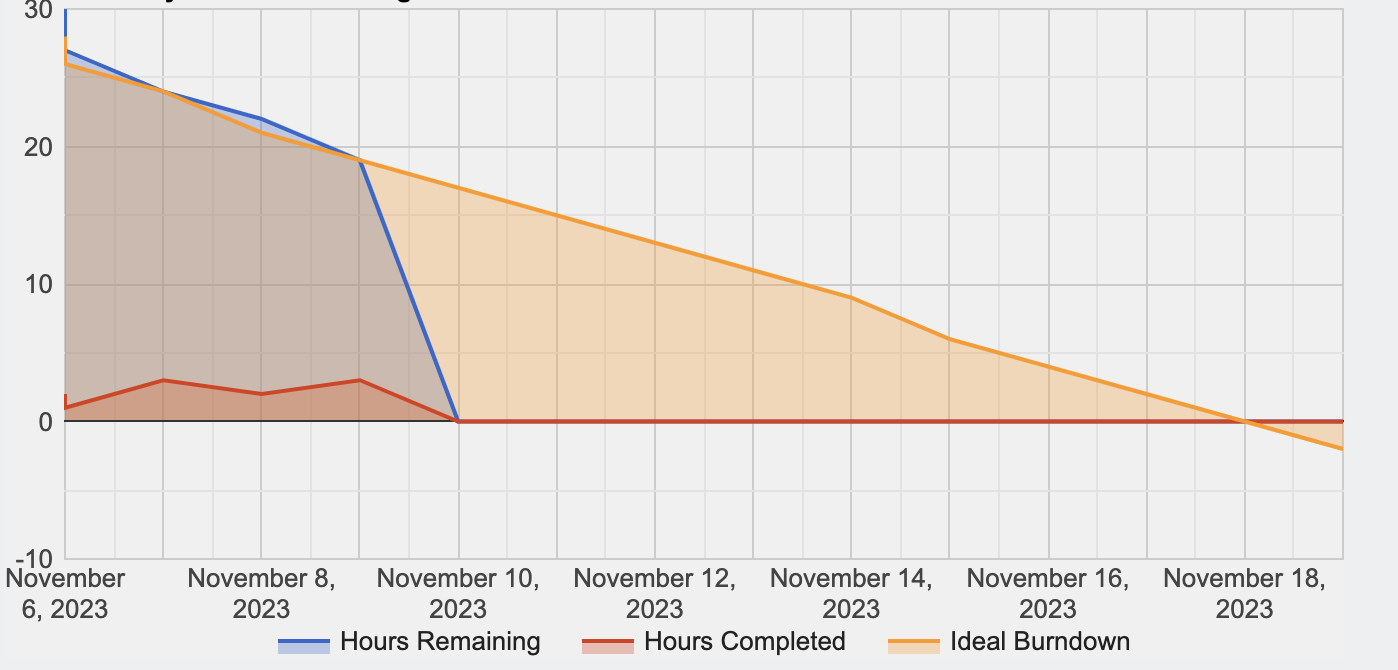 30
20
10
0
-10
November 6, 2023
November 8, 2023
November 10, 2023
November 12, 2023
November 14, 2023
November 16, 2023
November 18, 2023
Hours Remaining
Hours Completed
Ideal Burndown